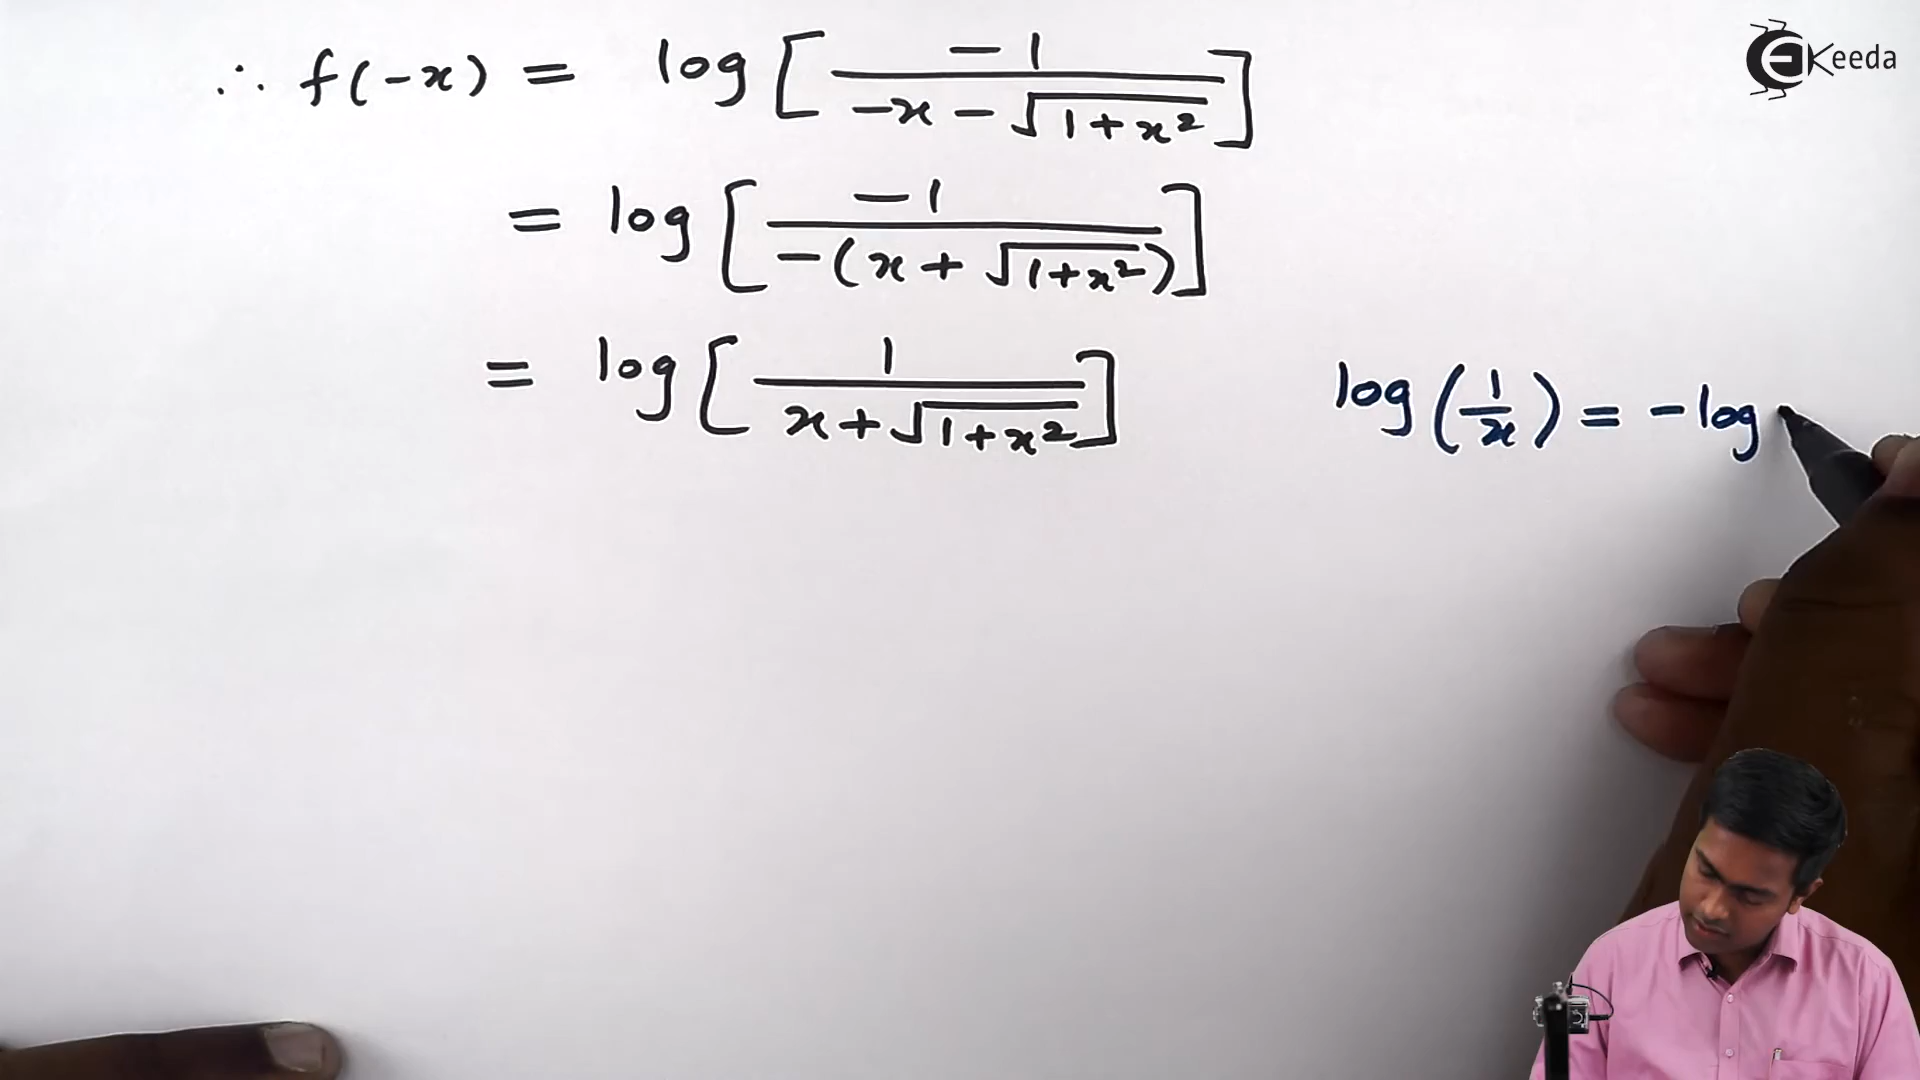 Ekeeda
∴ f(-x) = log [ -1 / (-x - √(1+x²)) ]
= log [ -1 / (-(x + √(1+x²))) ]
= log [ 1 / (x + √(1+x²)) ]
log (1/x) = -log